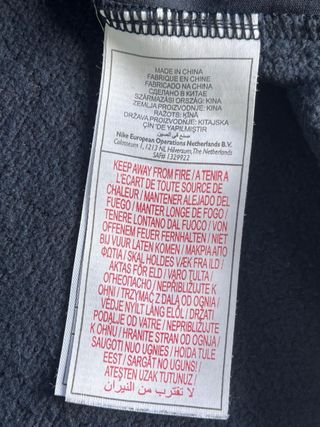 MADE IN CHINA
FABRIQUE EN CHINE
FABRICADO NA CHINA
СДЕЛАНО В КИТАЕ
SZÁRMAZÁSI ORSZÁG: KÍNA
ZEMLJA PROIZVODNJE: KINA
RAŽOTS: ĶĪNĀ
DRŽAVA PROIZVODNJE: KITAJSKA
ÇİN'DE YAPILMIŞTIR
صنع في الصين
Nike European Operations Netherlands B.V.
Colosseum 1, 1213 NL Hilversum, The Netherlands
SAP# 1329922
KEEP AWAY FROM FIRE / A TENIR A
L'ECART DE TOUTE SOURCE DE
CHALEUR / MANTENER ALEJADO DEL
FUEGO / MANTER LONGE DE FOGO /
TENERE LONTANO DAL FUOCO / VON
OFFENEM FEUER FERNHALTEN / NIET
BIJ VUUR LATEN KOMEN / ΜΑΚΡΙΑ ΑΠΟ
ΦΩΤΙΑ / SKAL HOLDES VÆK FRA ILD /
AKTAS FÖR ELD / VARO TULTA /
ОГНЕОПАСНО / NEPŘIBLIŽUJTE K
OHNI / TRZYMAĆ Z DALA OD OGNIA /
VÉDJE NYÍLT LÁNG ELŐL / DRŽATI
PODALJE OD VATRE / NEPRIBLIŽUJTE
K OHŇU / HRANITE STRAN OD OGNJA /
SAUGOTI NUO UGNIES / HOIDA TULE
EEST / SARGĀT NO UGUNS /
ATEŞTEN UZAK TUTUNUZ /
لا تقترب من النيران